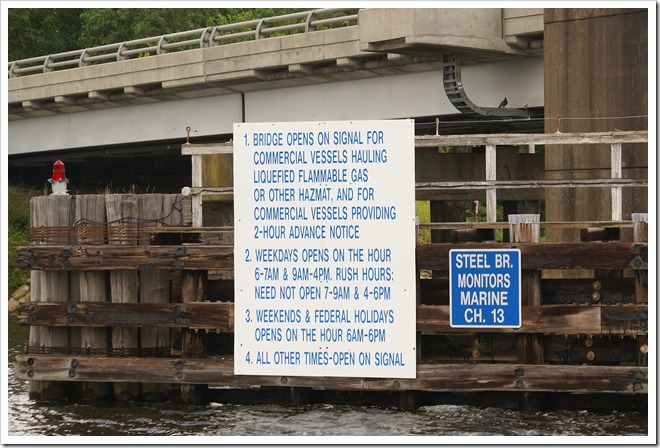 1. BRIDGE OPENS ON SIGNAL FOR
COMMERCIAL VESSELS HAULING
LIQUEFIED FLAMMABLE GAS
OR OTHER HAZMAT, AND FOR
COMMERCIAL VESSELS PROVIDING
2-HOUR ADVANCE NOTICE
2. WEEKDAYS OPENS ON THE HOUR
6-7AM & 9AM-4PM. RUSH HOURS:
NEED NOT OPEN 7-9AM & 4-6PM
3. WEEKENDS & FEDERAL HOLIDAYS
OPENS ON THE HOUR 6AM-6PM
4. ALL OTHER TIMES-OPEN ON SIGNAL
STEEL BR.
MONITORS
MARINE
CH. 13